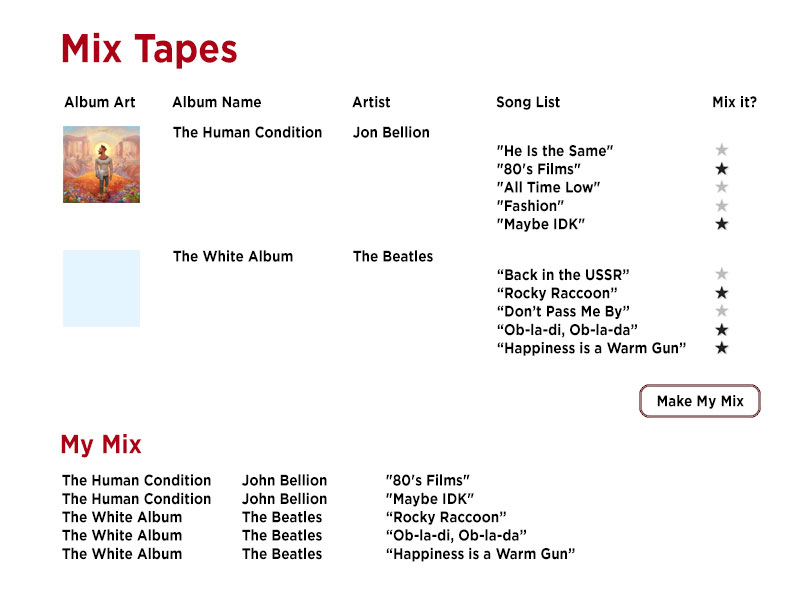 Mix Tapes
Album Art Album Name Artist Song List Mix it?
The Human Condition Jon Bellion
"He Is the Same"
"80's Films"
"All Time Low"
"Fashion"
"Maybe IDK"
The White Album The Beatles
“Back in the USSR”
“Rocky Raccoon”
“Don’t Pass Me By”
“Ob-la-di, Ob-la-da”
“Happiness is a Warm Gun”
Make My Mix
My Mix
The Human Condition John Bellion "80's Films"
The Human Condition John Bellion "Maybe IDK"
The White Album The Beatles “Rocky Raccoon”
The White Album The Beatles “Ob-la-di, Ob-la-da”
The White Album The Beatles “Happiness is a Warm Gun”